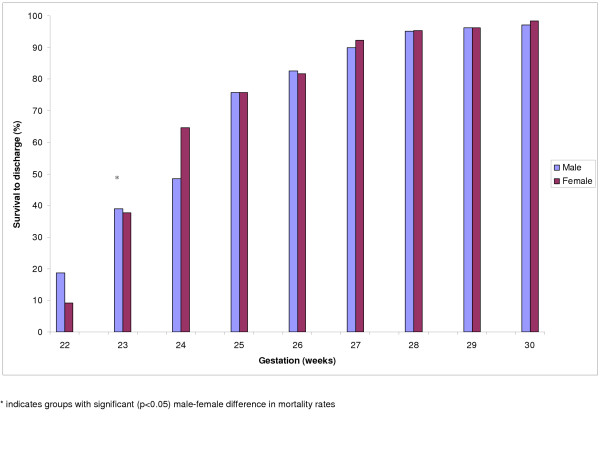 100
90
80
70
60
50
40
30
20
10
0
Survival to discharge (%)
*
22 23 24 25 26 27 28 29 30
Gestation (weeks)
Male
Female
* indicates groups with significant (p<0.05) male-female difference in mortality rates